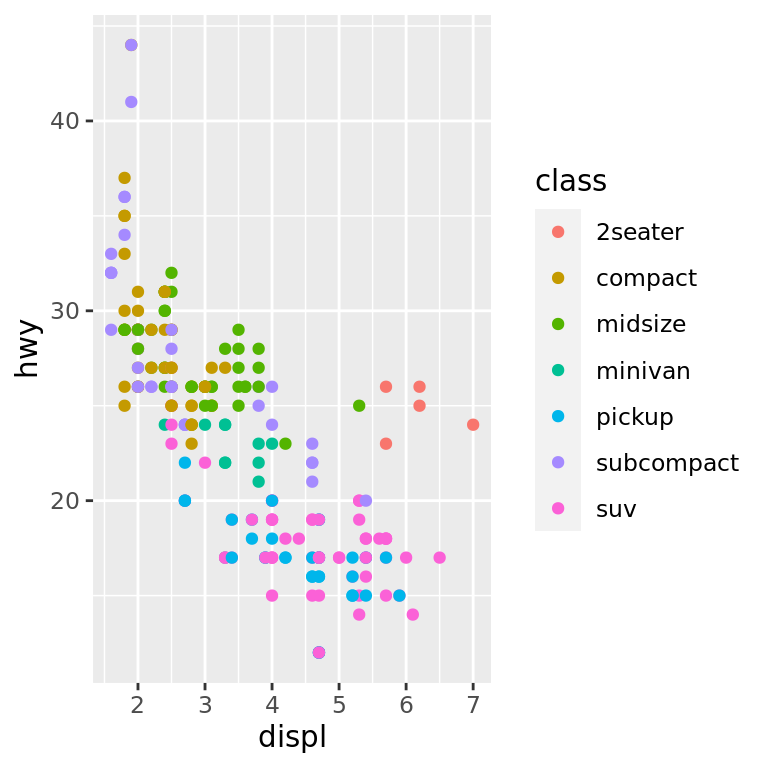 40
30
20
hwy
2 3 4 5 6 7
displ
class
2seater
compact
midsize
minivan
pickup
subcompact
suv